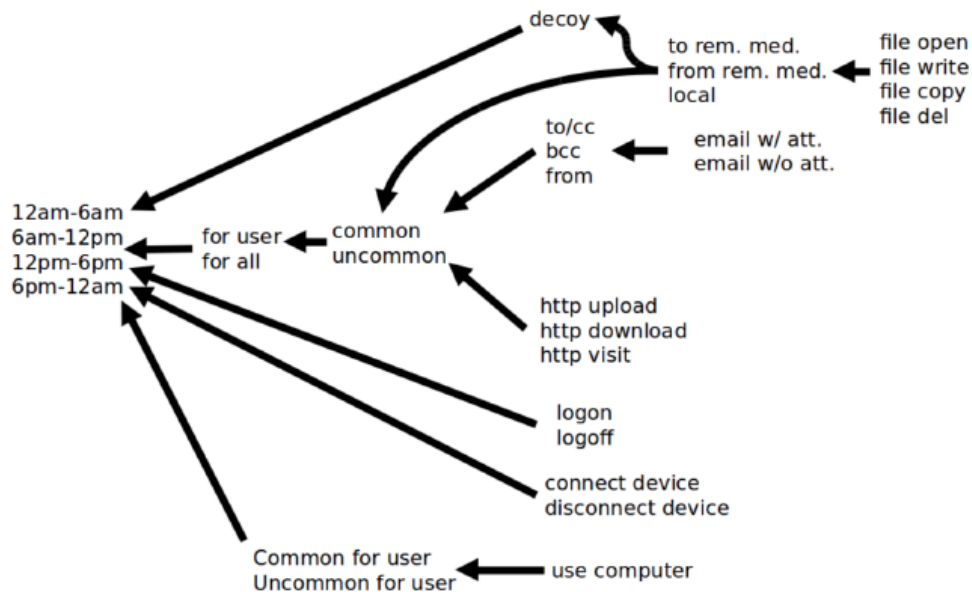 decoy
to rem. med.
from rem. med.
local
file open
file write
file copy
file del
to/cc
bcc
from
email w/ att.
email w/o att.
12am-6am
6am-12pm
12pm-6pm
6pm-12am
for user
for all
common
uncommon
http upload
http download
http visit
logon
logoff
connect device
disconnect device
Common for user
Uncommon for user
use computer